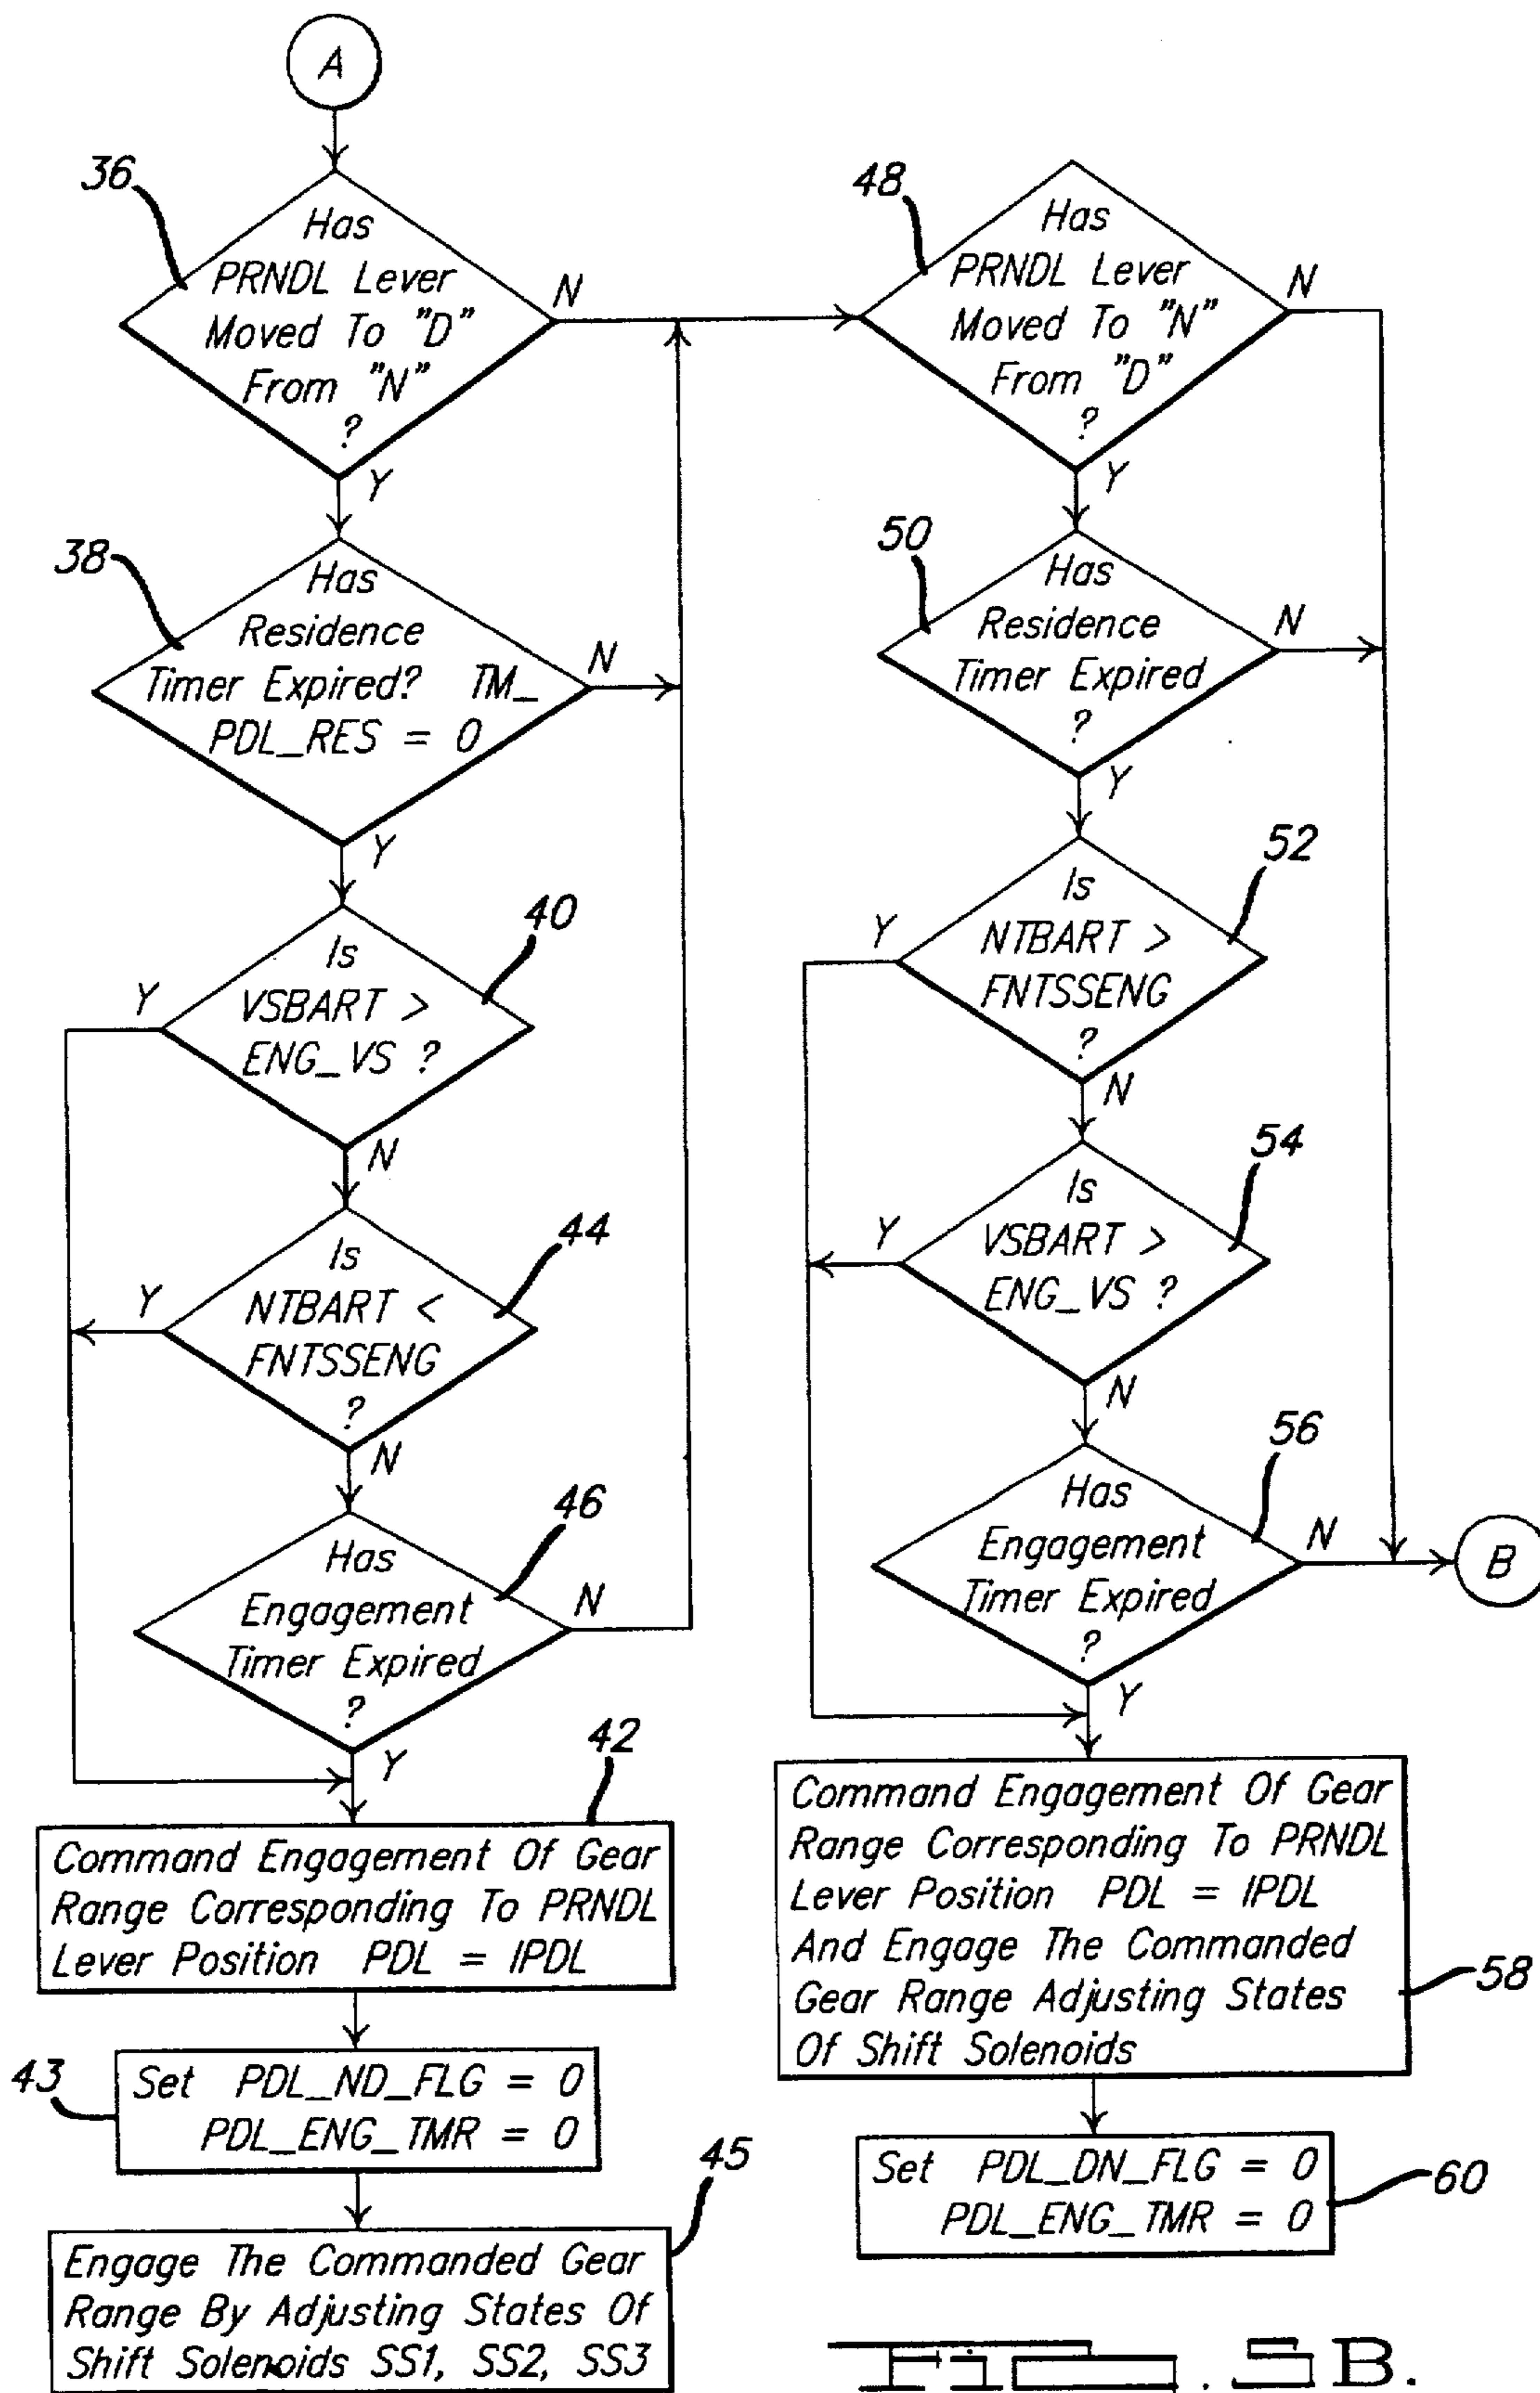 A
36
Has
PRNDL Lever
Moved To "D"
From "N"
?
N
Y
38
Has
Residence
Timer Expired? TM_
PDL_RES = 0
N
Y
40
Is
VSBART >
ENG_VS ?
Y
N
44
Is
NTBART <
FNTSSENG
?
Y
N
46
Has
Engagement
Timer Expired
?
N
Y
42
Command Engagement Of Gear
Range Corresponding To PRNDL
Lever Position PDL = IPDL
43
Set PDL_ND_FLG = 0
PDL_ENG_TMR = 0
45
Engage The Commanded Gear
Range By Adjusting States Of
Shift Solenoids SS1, SS2, SS3
48
Has
PRNDL Lever
Moved To "N"
From "D"
?
N
Y
50
Has
Residence
Timer Expired
?
N
Y
52
Is
NTBART >
FNTSSENG
?
Y
N
54
Is
VSBART >
ENG_VS ?
Y
N
56
Has
Engagement
Timer Expired
?
N
B
Y
Command Engagement Of Gear
Range Corresponding To PRNDL
Lever Position PDL = IPDL
And Engage The Commanded
Gear Range Adjusting States
Of Shift Solenoids
58
Set PDL_DN_FLG = 0
PDL_ENG_TMR = 0
60
FIG. 5B.